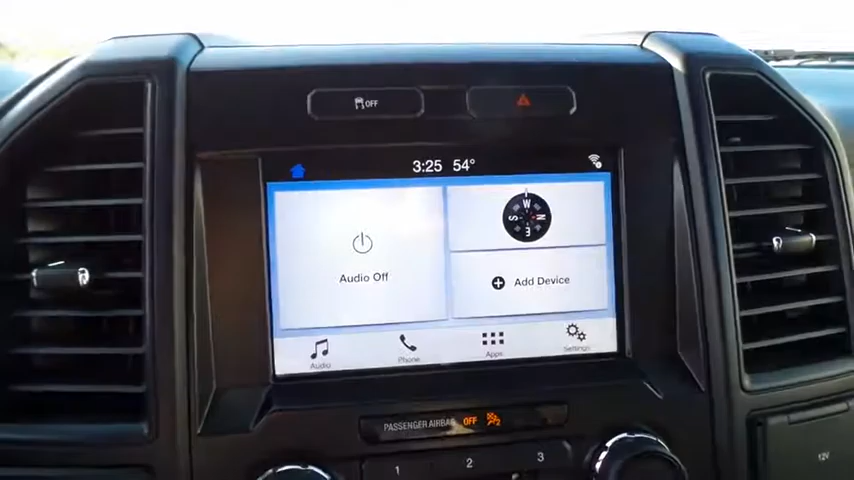 OFF
3:25 54°
W
S N
E
Audio Off
Add Device
Audio Phone Apps Settings
PASSENGER AIRBAG OFF
1 2 3
12V